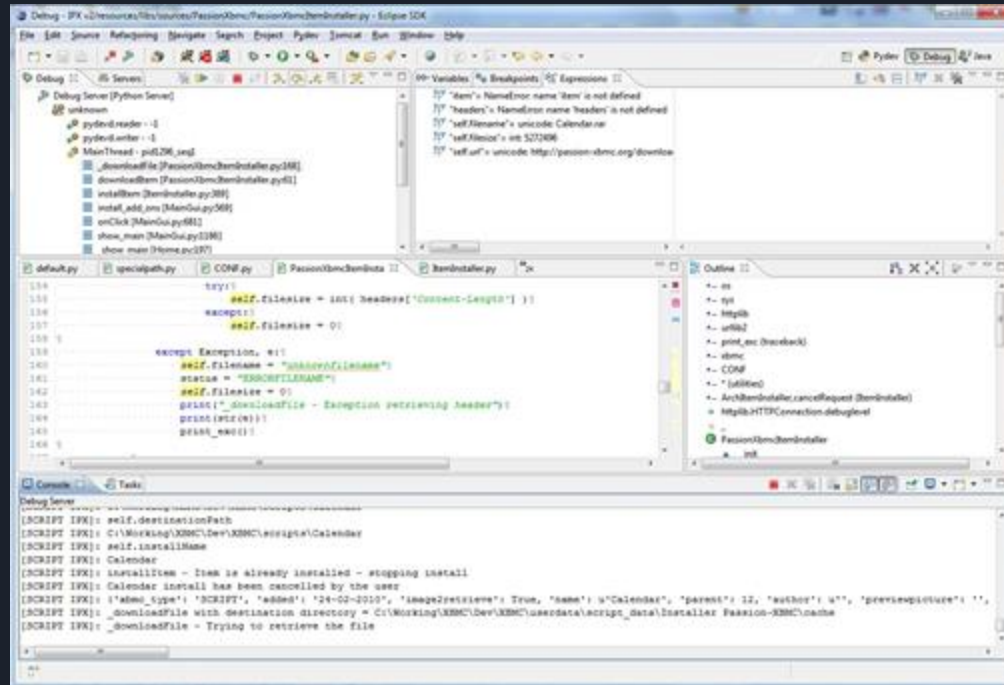 Debug - IPX v2/resources/libs/sources/PassionXbmc/PassionXbmcItemInstaller.py - Eclipse SDK
File Edit Source Refactoring Navigate Search Project Pydev Tomcat Run Window Help
Pydev Debug Java
Debug Servers
Debug Server [Python Server]
unknown
pydevd.reader - -1
pydevd.writer - -1
MainThread - pid1296_seq1
_downloadFile [PassionXbmcItemInstaller.py:168]
downloadItem [PassionXbmcItemInstaller.py:61]
installItem [ItemInstaller.py:389]
install_add_ons [MainGui.py:569]
onClick [MainGui.py:681]
show_main [MainGui.py:1186]
show_main [Home.py:197]
Variables Breakpoints Expressions
"item"= NameError: name 'item' is not defined
"headers"= NameError: name 'headers' is not defined
"self.filename"= unicode: Calendar.rar
"self.filesize"= int: 5272496
"self.url"= unicode: http://passion-xbmc.org/downloa
default.py specialpath.py CONF.py PassionXbmcItemInsta ItemInstaller.py
154 try:
155 self.filesize = int( headers['Content-Length'] )
156 except:
157 self.filesize = 0
158
159 except Exception, e:
160 self.filename = "unknownfilename"
161 status = "ERRORFILENAME"
162 self.filesize = 0
163 print("_downloadFile - Exception retrieving header")
164 print(str(e))
165 print_exc()
166
Outline
os
sys
httplib
urllib2
print_exc (traceback)
xbmc
CONF
* (utilities)
ArchItemInstaller,cancelRequest (ItemInstaller)
httplib.HTTPConnection.debuglevel
_
PassionXbmcItemInstaller
init
Console Tasks
Debug Server
[SCRIPT IPX]: self.destinationPath
[SCRIPT IPX]: C:\Working\XBMC\Dev\XBMC\scripts\Calendar
[SCRIPT IPX]: self.installName
[SCRIPT IPX]: Calendar
[SCRIPT IPX]: installItem - Item is already installed - stopping install
[SCRIPT IPX]: Calendar install has been cancelled by the user
[SCRIPT IPX]: 'SCRIPT', 'added': '24-02-2010', 'image2retrieve': True, 'name': u'Calendar', 'parent': 12, 'author': u'', 'previewpicture': '',
[SCRIPT IPX]: _downloadFile with destination directory = C:\Working\XBMC\Dev\XBMC\userdata\script_data\Installer Passion-XBMC\cache
[SCRIPT IPX]: _downloadFile - Trying to retrieve the file